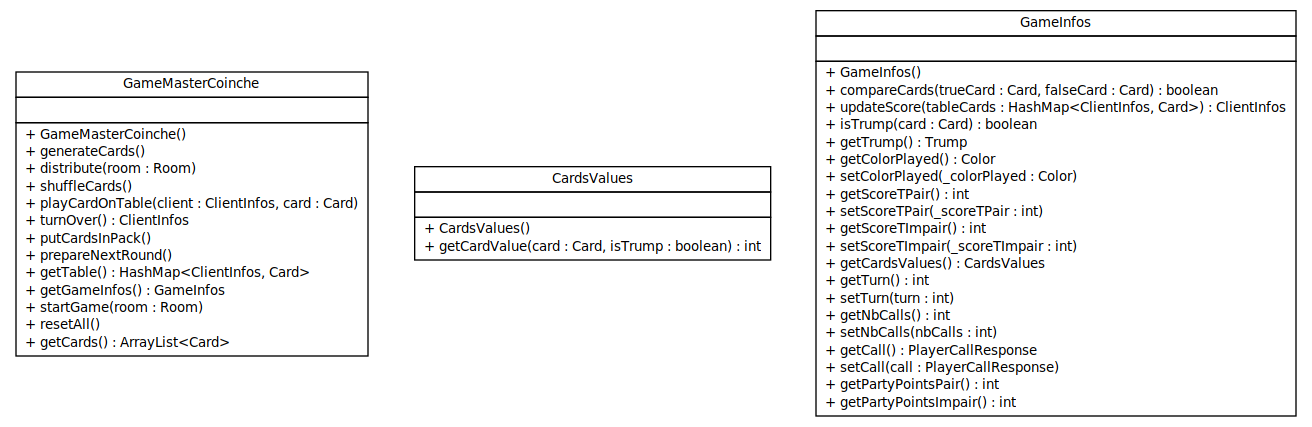 GameMasterCoinche
+ GameMasterCoinche()
+ generateCards()
+ distribute(room : Room)
+ shuffleCards()
+ playCardOnTable(client : ClientInfos, card : Card)
+ turnOver() : ClientInfos
+ putCardsInPack()
+ prepareNextRound()
+ getTable() : HashMap<ClientInfos, Card>
+ getGameInfos() : GameInfos
+ startGame(room : Room)
+ resetAll()
+ getCards() : ArrayList<Card>
CardsValues
+ CardsValues()
+ getCardValue(card : Card, isTrump : boolean) : int
GameInfos
+ GameInfos()
+ compareCards(trueCard : Card, falseCard : Card) : boolean
+ updateScore(tableCards : HashMap<ClientInfos, Card>) : ClientInfos
+ isTrump(card : Card) : boolean
+ getTrump() : Trump
+ getColorPlayed() : Color
+ setColorPlayed(_colorPlayed : Color)
+ getScoreTPair() : int
+ setScoreTPair(_scoreTPair : int)
+ getScoreTImpair() : int
+ setScoreTImpair(_scoreTImpair : int)
+ getCardsValues() : CardsValues
+ getTurn() : int
+ setTurn(turn : int)
+ getNbCalls() : int
+ setNbCalls(nbCalls : int)
+ getCall() : PlayerCallResponse
+ setCall(call : PlayerCallResponse)
+ getPartyPointsPair() : int
+ getPartyPointsImpair() : int